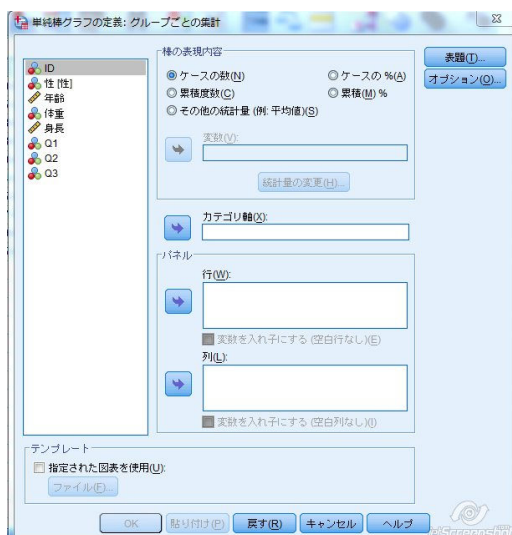 単純棒グラフの定義: グループごとの集計
ID
性 [性]
年齢
体重
身長
Q1
Q2
Q3
棒の表現内容
ケースの数(N)
ケースの %(A)
累積度数(C)
累積(M) %
その他の統計量 (例: 平均値)(S)
変数(V):
統計量の変更(H)...
カテゴリ軸(X):
パネル
行(W):
変数を入れ子にする (空白行なし)(E)
列(L):
変数を入れ子にする (空白列なし)(I)
表題(T)...
オプション(O)...
テンプレート
指定された図表を使用(U):
ファイル(F)...
OK
貼り付け(P)
戻す(R)
キャンセル
ヘルプ